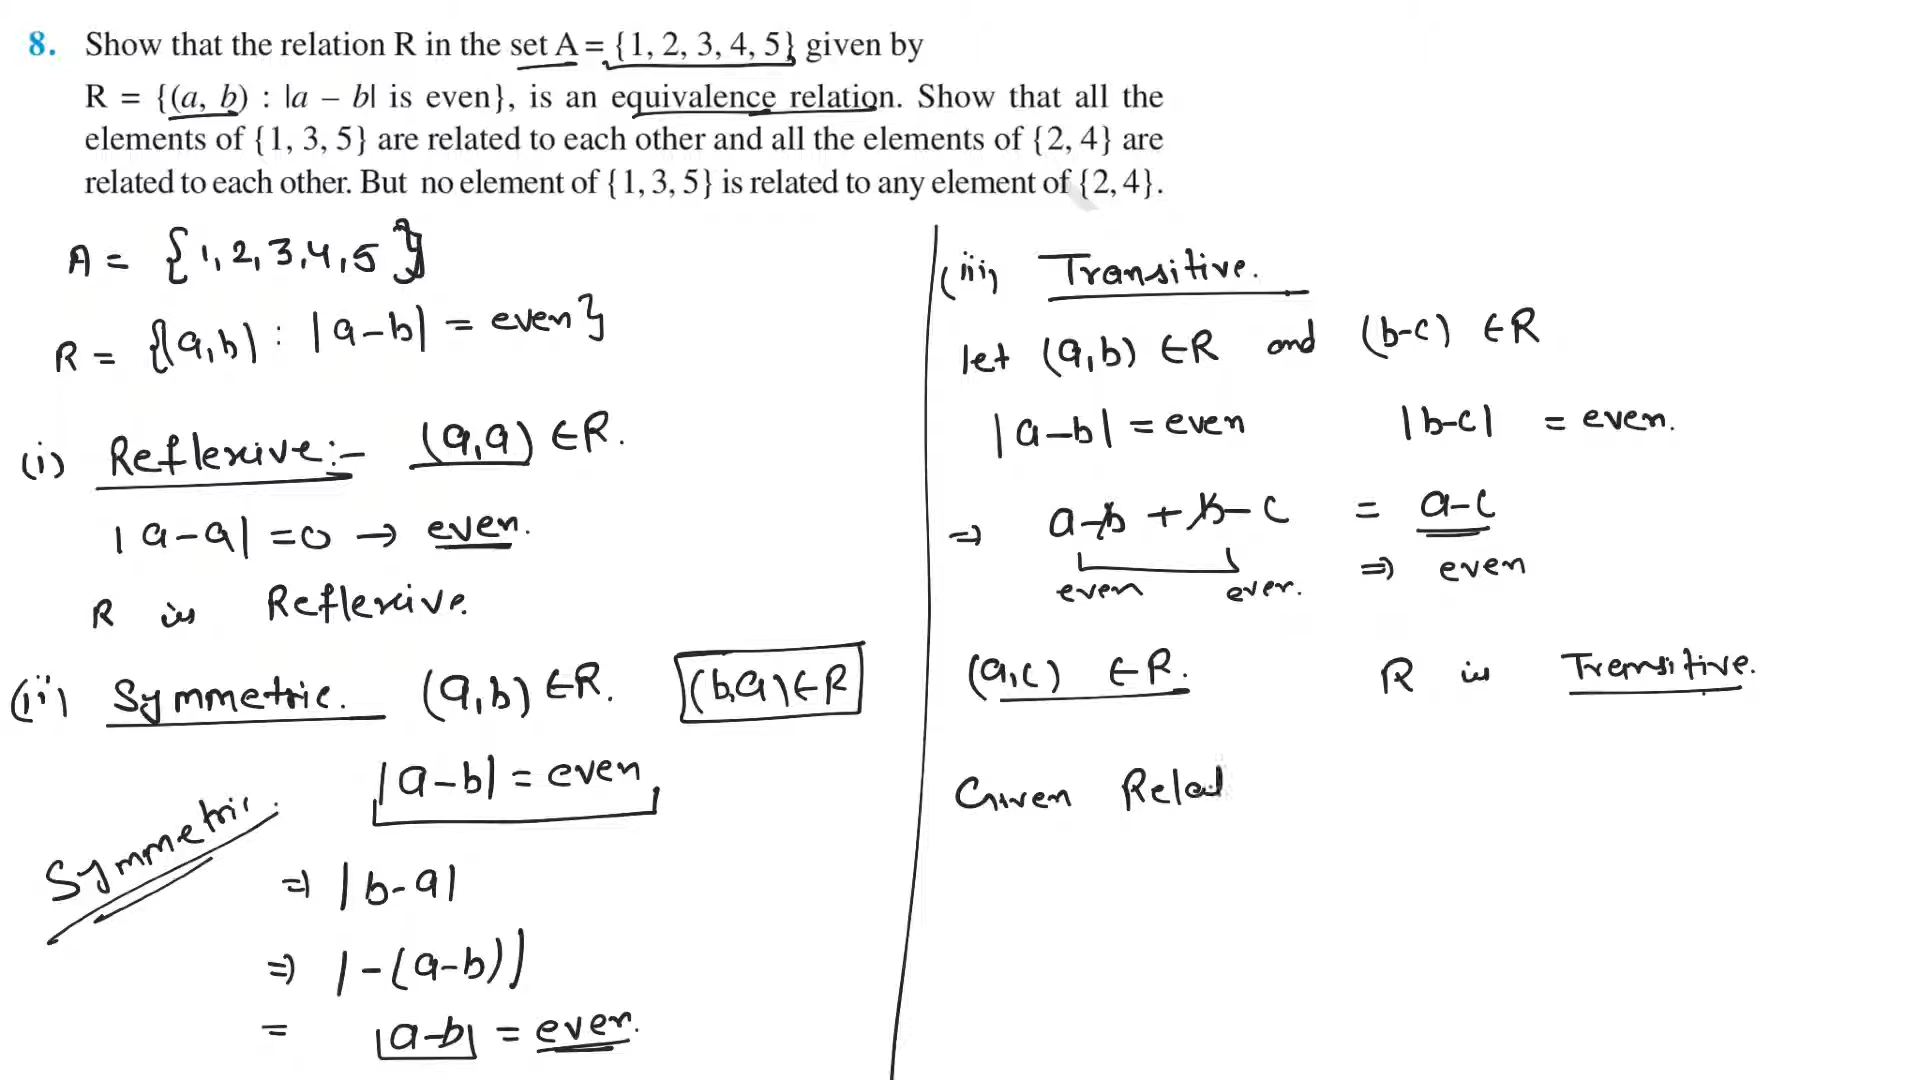 8. Show that the relation R in the set A = {1, 2, 3, 4, 5} given by
R = {(a, b) : |a – b| is even}, is an equivalence relation. Show that all the
elements of {1, 3, 5} are related to each other and all the elements of {2, 4} are
related to each other. But no element of {1, 3, 5} is related to any element of {2, 4}.
A = {1,2,3,4,5}
R = {(a,b) : |a-b| = even}
(i) Reflexive:- (a,a) ∈R.
|a-a| =0 → even.
R is Reflexive.
(ii) Symmetric. (a,b) ∈R. (b,a)∈R
|a-b| = even
Symmetric.
⇒ |b-a|
⇒ |-(a-b)|
= |a-b| = even.
(iii) Transitive.
let (a,b) ∈R and (b-c) ∈R
|a-b| = even |b-c| = even.
⇒ a-b + b-c = a-c
even even. ⇒ even
(a,c) ∈R. R is Transitive.
Given Relat